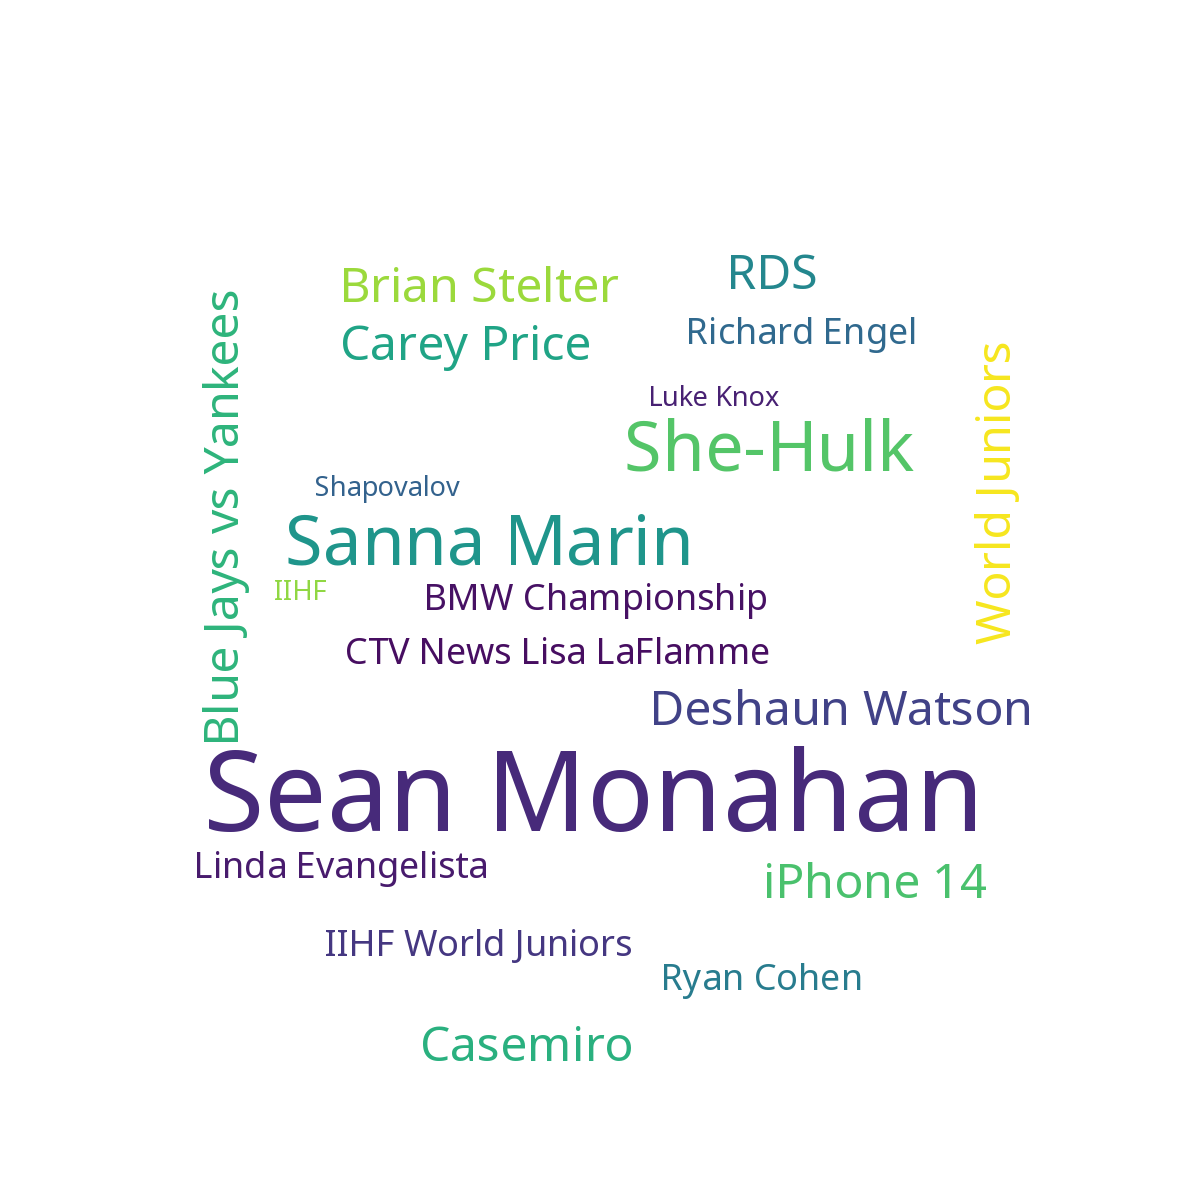 Brian Stelter
RDS
Carey Price
Richard Engel
Blue Jays vs Yankees
World Juniors
Luke Knox
She-Hulk
Shapovalov
Sanna Marin
IIHF
BMW Championship
CTV News Lisa LaFlamme
Deshaun Watson
Sean Monahan
Linda Evangelista
iPhone 14
IIHF World Juniors
Ryan Cohen
Casemiro